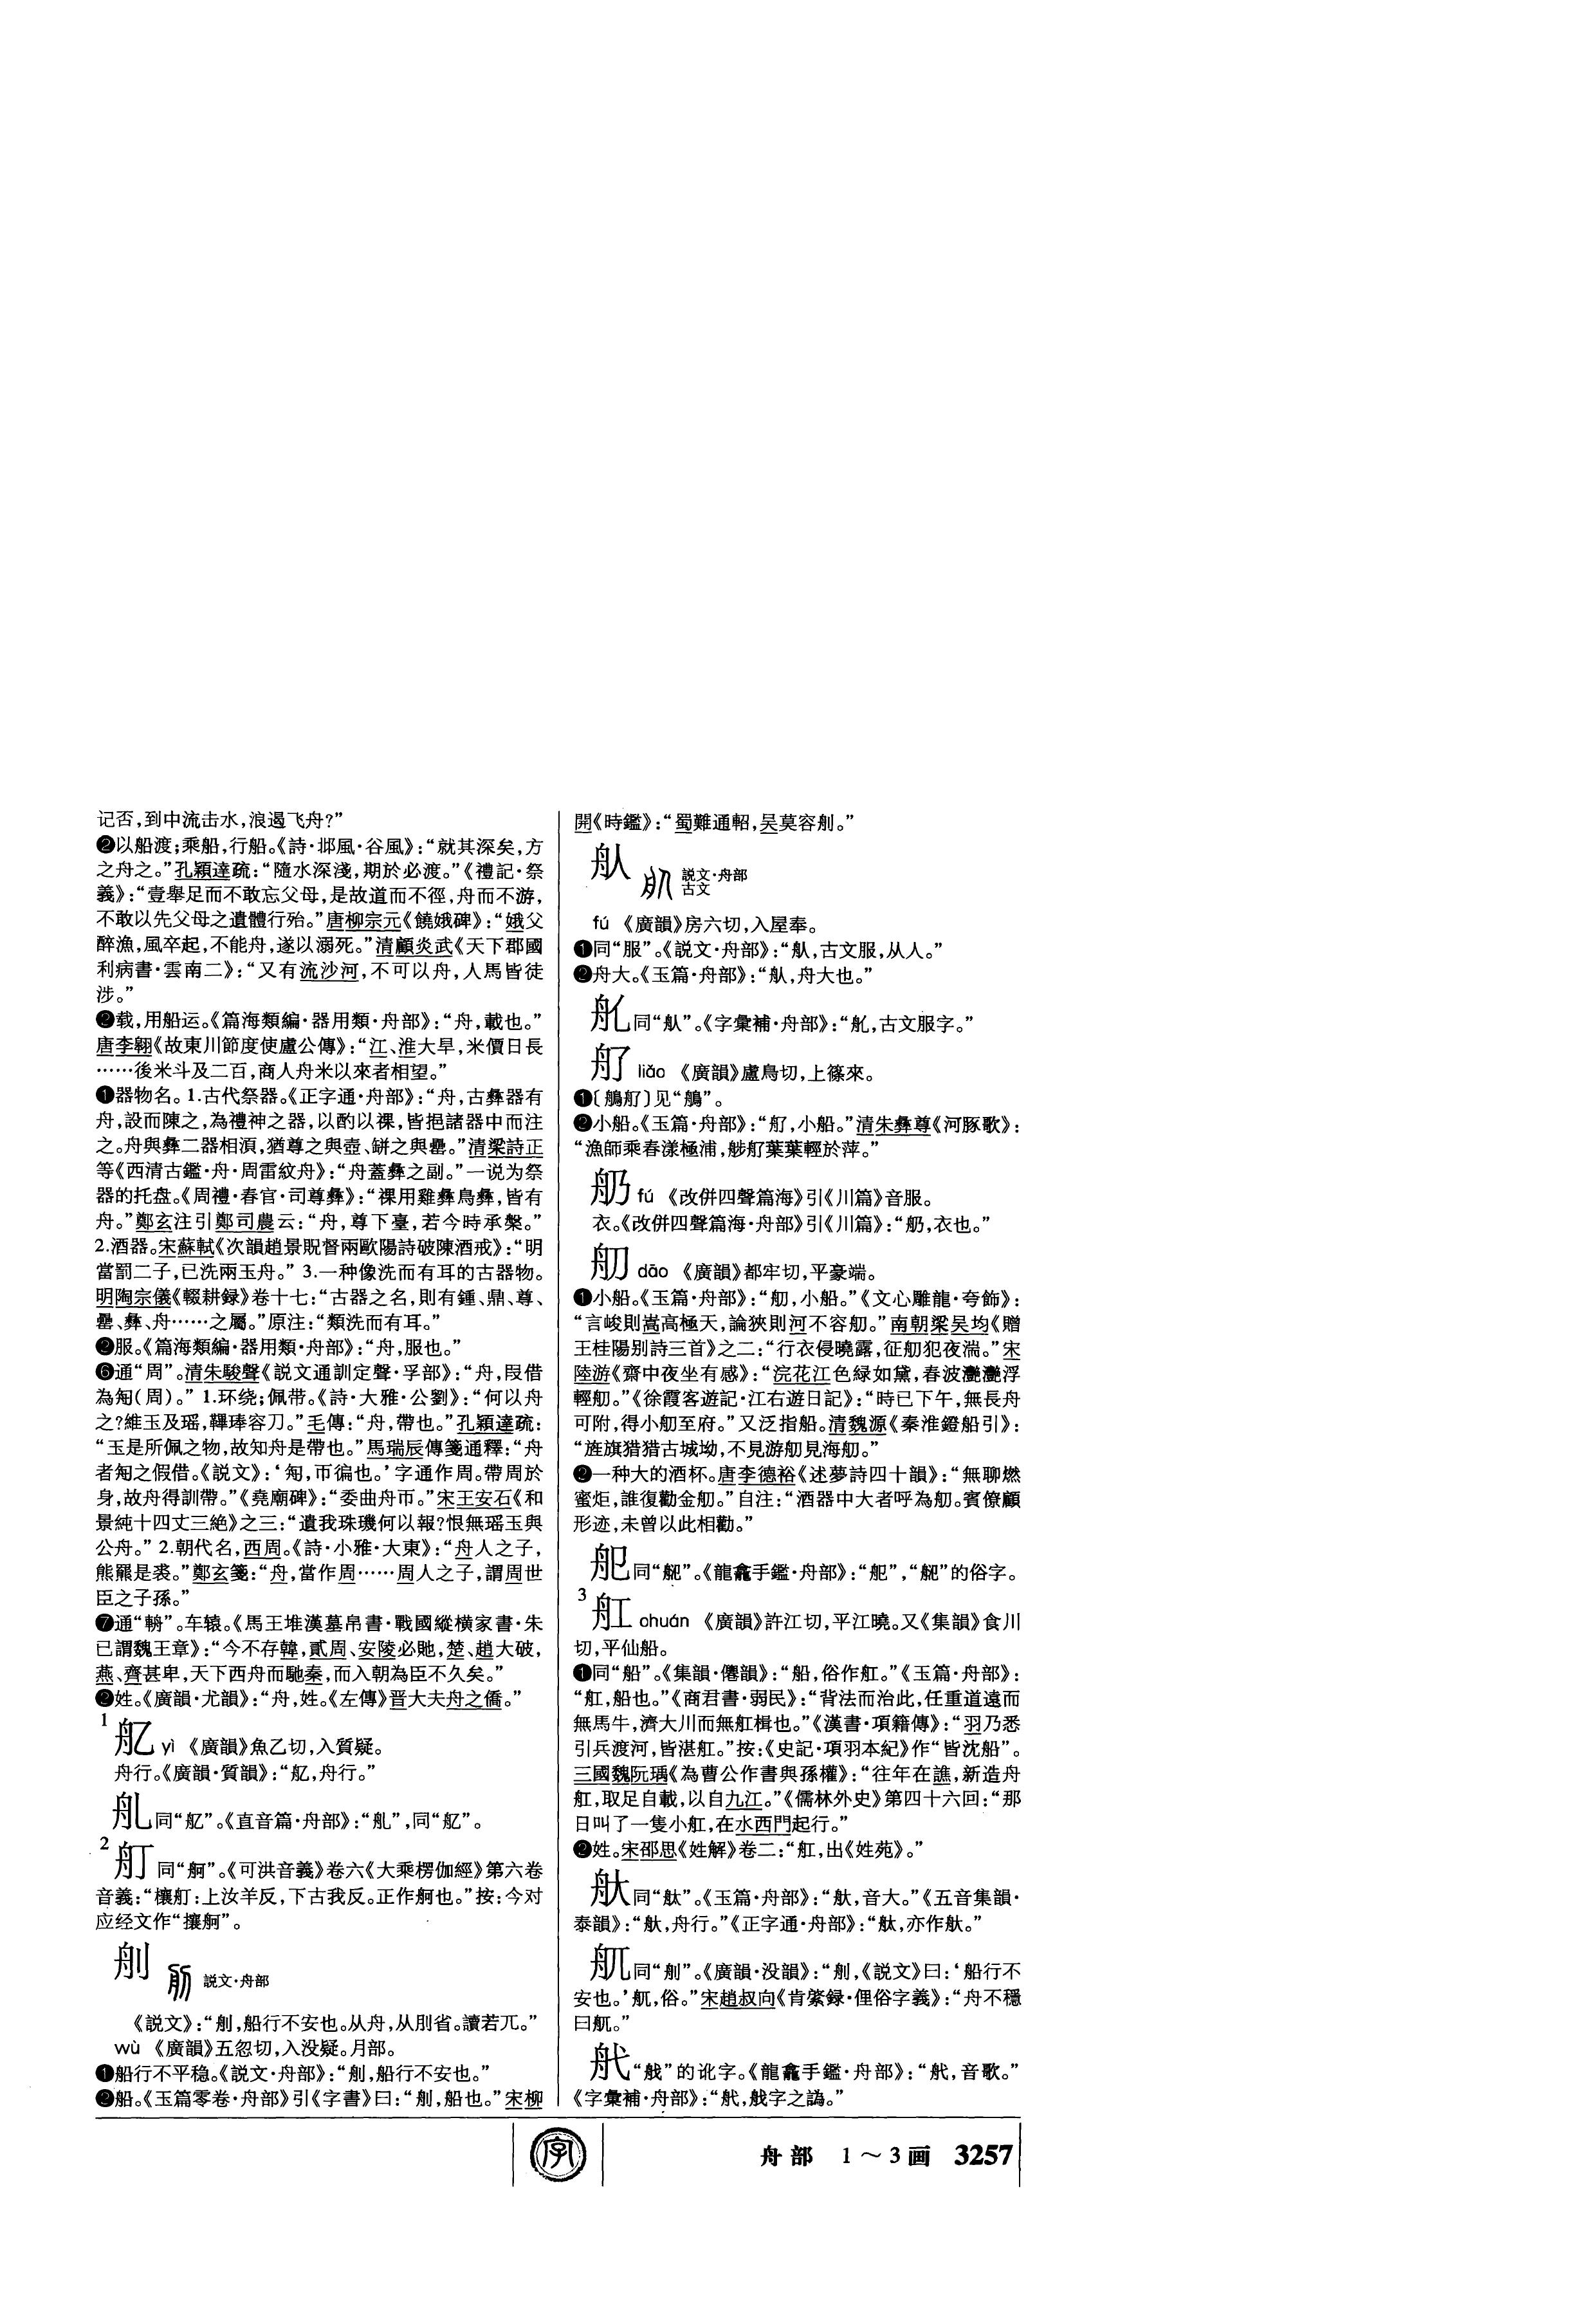 记否,到中流击水,浪遏飞舟?”
❷以船渡;乘船,行船。《詩·邶風·谷風》:“就其深矣,方
之舟之。”孔穎達疏:“隨水深淺,期於必渡。”《禮記·祭
義》:“壹舉足而不敢忘父母,是故道而不徑,舟而不游,
不敢以先父母之遺體行殆。”唐柳宗元《饒娥碑》:“娥父
醉漁,風卒起,不能舟,遂以溺死。”清顧炎武《天下郡國
利病書·雲南二》:“又有流沙河,不可以舟,人馬皆徒
涉。”
❷载,用船运。《篇海類編·器用類·舟部》:“舟,載也。”
唐李翱《故東川節度使盧公傳》:“江、淮大旱,米價日長
……後米斗及二百,商人舟米以來者相望。”
❶器物名。1.古代祭器。《正字通·舟部》:“舟,古彝器有
舟,設而陳之,為禮神之器,以酌以祼,皆挹諸器中而注
之。舟與彝二器相須,猶尊之與壺、缾之與罍。”清梁詩正
等《西清古鑑·舟·周雷紋舟》:“舟蓋彝之副。”一说为祭
器的托盘。《周禮·春官·司尊彝》:“祼用雞彝鳥彝,皆有
舟。”鄭玄注引鄭司農云:“舟,尊下臺,若今時承槃。”
2.酒器。宋蘇軾《次韻趙景貺督兩歐陽詩破陳酒戒》:“明
當罰二子,已洗兩玉舟。” 3.一种像洗而有耳的古器物。
明陶宗儀《輟耕録》卷十七:“古器之名,則有鍾、鼎、尊、
罍、彝、舟……之屬。”原注:“類洗而有耳。”
❷服。《篇海類編·器用類·舟部》:“舟,服也。”
❻通“周”。清朱駿聲《説文通訓定聲·孚部》:“舟,叚借
為匊(周)。” 1.环绕;佩带。《詩·大雅·公劉》:“何以舟
之?維玉及瑶,鞸琫容刀。”毛傳:“舟,帶也。”孔穎達疏:
“玉是所佩之物,故知舟是帶也。”馬瑞辰傳箋通釋:“舟
者匊之假借。《説文》:‘匊,帀徧也。’字通作周。帶周於
身,故舟得訓帶。”《堯廟碑》:“委曲舟帀。”宋王安石《和
景純十四丈三絶》之三:“遺我珠璣何以報?恨無瑶玉與
公舟。” 2.朝代名,西周。《詩·小雅·大東》:“舟人之子,
熊羆是裘。”鄭玄箋:“舟,當作周……周人之子,謂周世
臣之子孫。”
❼通“輈”。车辕。《馬王堆漢墓帛書·戰國縱横家書·朱
已謂魏王章》:“今不存韓,貳周、安陵必貤,楚、趙大破,
燕、齊甚卑,天下西舟而馳秦,而入朝為臣不久矣。”
❷姓。《廣韻·尤韻》:“舟,姓。《左傳》晋大夫舟之僑。”
1 舣 yì 《廣韻》魚乙切,入質疑。
舟行。《廣韻·質韻》:“,舟行。”
同“”。《直音篇·舟部》:“”,同“”。
2 同“舸”。《可洪音義》卷六《大乘楞伽經》第六卷
音義:“欀:上汝羊反,下古我反。正作舸也。”按:今对
应经文作“攘舸”。
刖 説文·舟部
《説文》:“,船行不安也。从舟,从刖省。讀若兀。”
wù 《廣韻》五忽切,入没疑。月部。
❶船行不平稳。《説文·舟部》:“,船行不安也。”
❷船。《玉篇零卷·舟部》引《字書》曰:“,船也。”宋柳
開《時鑑》:“蜀難通軺,吴莫容。”
説文·舟部
古文
fú 《廣韻》房六切,入屋奉。
❶同“服”。《説文·舟部》:“,古文服,从人。”
❷舟大。《玉篇·舟部》:“,舟大也。”
同“”。《字彙補·舟部》:“,古文服字。”
舡 liǎo 《廣韻》盧鳥切,上篠來。
❶〔〕见“”。
❷小船。《玉篇·舟部》:“,小船。”清朱彝尊《河豚歌》:
“漁師乘春漾極浦,葉葉輕於萍。”
fú 《改併四聲篇海》引《川篇》音服。
衣。《改併四聲篇海·舟部》引《川篇》:“,衣也。”
舠 dāo 《廣韻》都牢切,平豪端。
❶小船。《玉篇·舟部》:“舠,小船。”《文心雕龍·夸飾》:
“言峻則嵩高極天,論狹則河不容舠。”南朝梁吴均《贈
王桂陽别詩三首》之二:“行衣侵曉露,征舠犯夜湍。”宋
陸游《齋中夜坐有感》:“浣花江色緑如黛,春波灧灧浮
輕舠。”《徐霞客遊記·江右遊日記》:“時已下午,無長舟
可附,得小舠至府。”又泛指船。清魏源《秦淮鐙船引》:
“旌旗猎猎古城坳,不見游舠見海舠。”
❷一种大的酒杯。唐李德裕《述夢詩四十韻》:“無聊燃
蜜炬,誰復勸金舠。”自注:“酒器中大者呼為舠。賓僚顧
形迹,未曾以此相勸。”
舥同“”。《龍龕手鑑·舟部》:“”,“”的俗字。
3 舡 chuán 《廣韻》許江切,平江曉。又《集韻》食川
切,平仙船。
❶同“船”。《集韻·僊韻》:“船,俗作舡。”《玉篇·舟部》:
“舡,船也。”《商君書·弱民》:“背法而治此,任重道遠而
無馬牛,濟大川而無舡楫也。”《漢書·項籍傳》:“羽乃悉
引兵渡河,皆湛舡。”按:《史記·項羽本紀》作“皆沈船”。
三國魏阮瑀《為曹公作書與孫權》:“往年在譙,新造舟
舡,取足自載,以自九江。”《儒林外史》第四十六回:“那
日叫了一隻小舡,在水西門起行。”
❷姓。宋邵思《姓解》卷二:“舡,出《姓苑》。”
同“舦”。《玉篇·舟部》:“,音大。”《五音集韻·
泰韻》:“,舟行。”《正字通·舟部》:“舦,亦作。”
同“”。《廣韻·没韻》:“,《説文》曰:‘船行不
安也。’,俗。”宋趙叔向《肯綮録·俚俗字義》:“舟不穩
曰。”
“”的讹字。《龍龕手鑑·舟部》:“,音歌。”
《字彙補·舟部》:“,字之譌。”
字
舟部 1～3画 3257